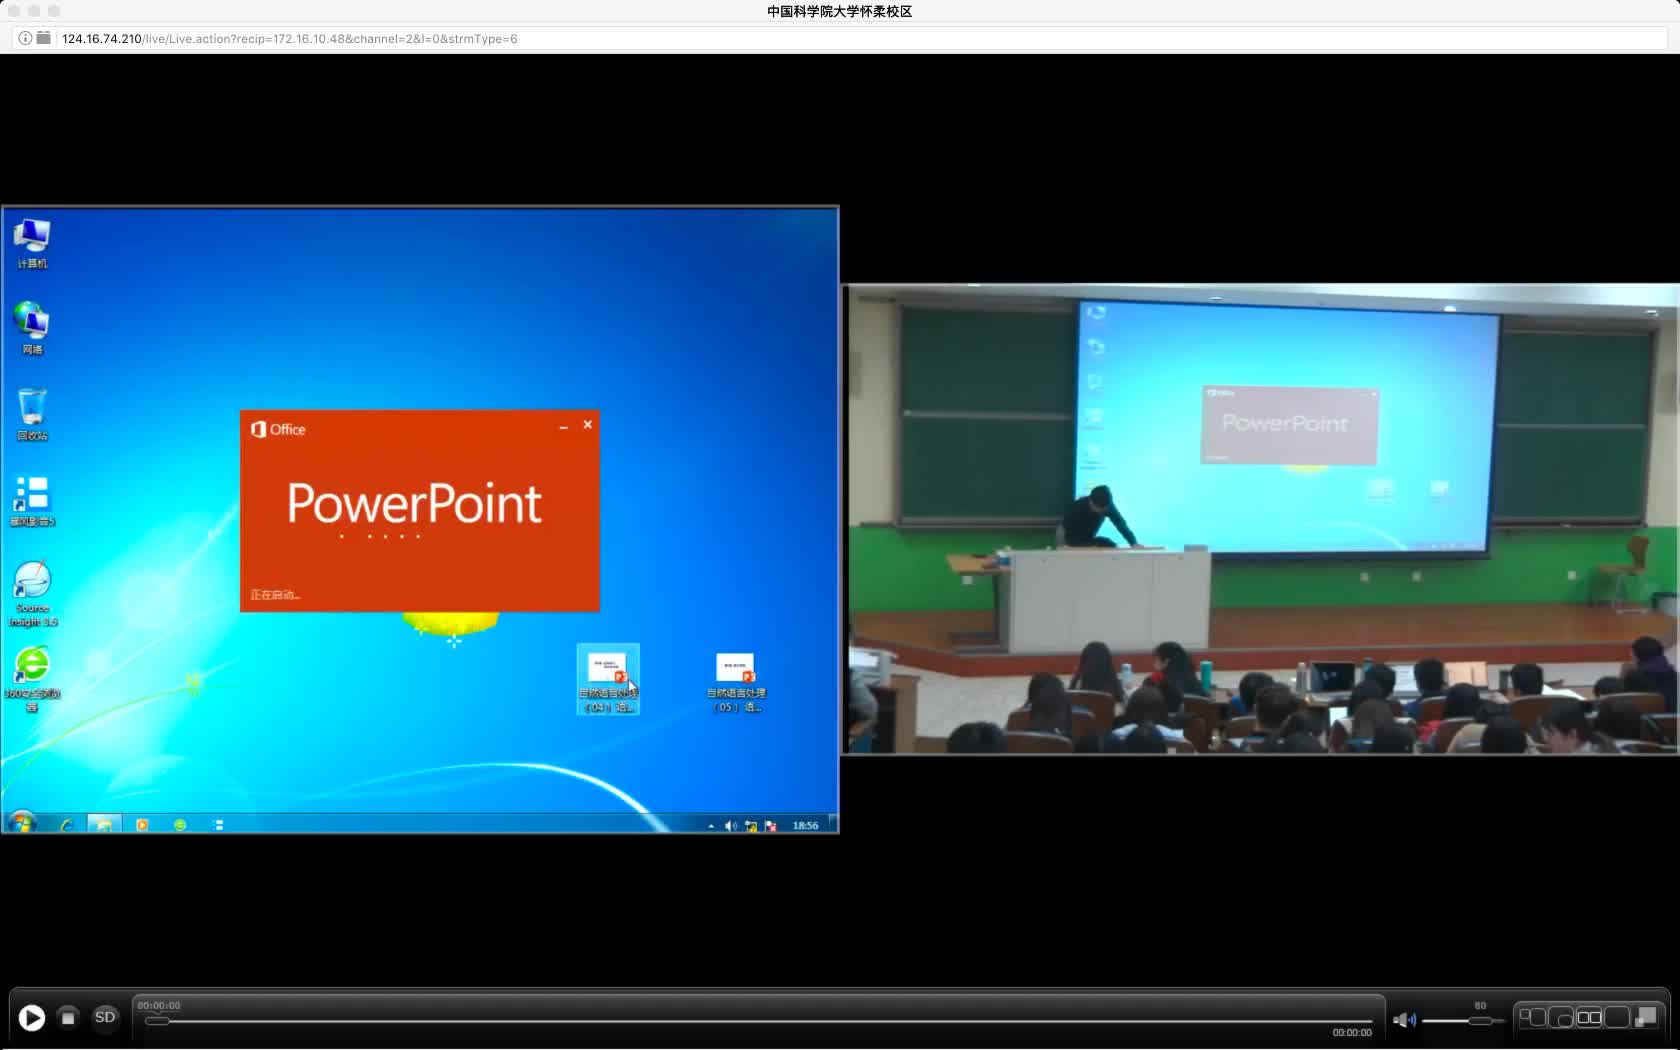 中国科学院大学怀柔校区
124.16.74.210/live/Live.action?recip=172.16.10.48&channel=2&l=0&strmType=6
计算机
网络
回收站
暴风影音5
Source
Insight 3.5
360安全浏览
器
Office
PowerPoint
正在启动...
自然语言处理
（04）语...
自然语言处理
（05）语...
18:56
Office
PowerPoint
SD
00:00:00
00:00:00
80